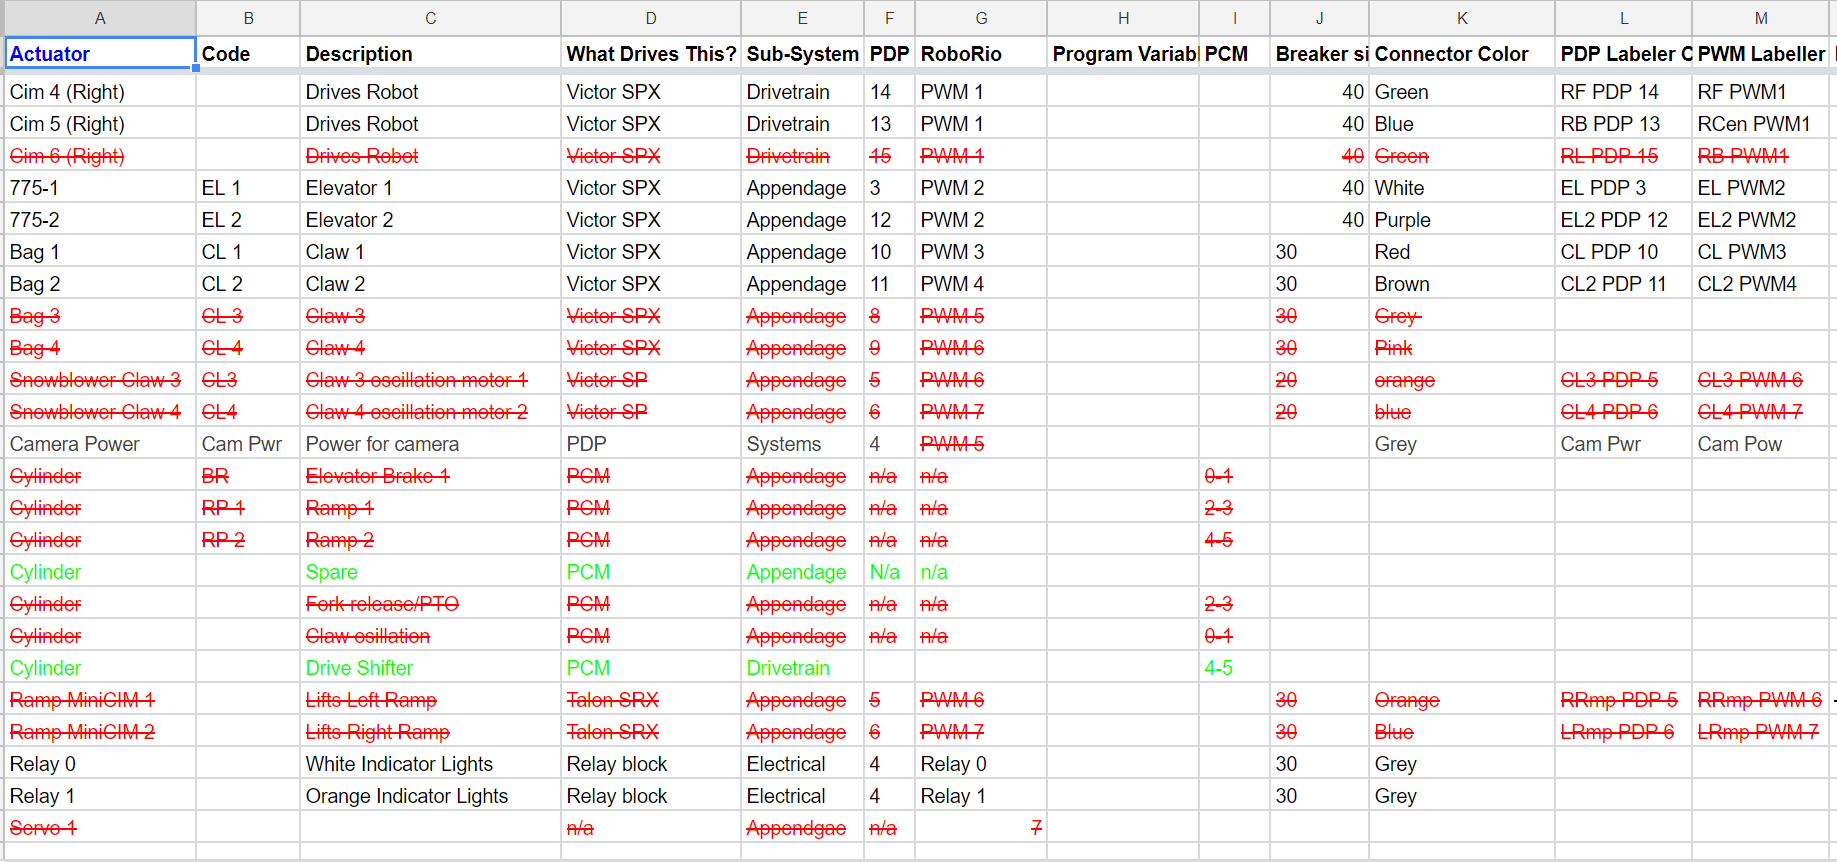 A B C D E F G H I J K L M
Actuator Code Description What Drives This? Sub-System PDP RoboRio Program Variabl PCM Breaker si Connector Color PDP Labeler C PWM Labeller
Cim 4 (Right) Drives Robot Victor SPX Drivetrain 14 PWM 1 40 Green RF PDP 14 RF PWM1
Cim 5 (Right) Drives Robot Victor SPX Drivetrain 13 PWM 1 40 Blue RB PDP 13 RCen PWM1
Cim 6 (Right) Drives Robot Victor SPX Drivetrain 15 PWM 1 40 Green RL PDP 15 RB PWM1
775-1 EL 1 Elevator 1 Victor SPX Appendage 3 PWM 2 40 White EL PDP 3 EL PWM2
775-2 EL 2 Elevator 2 Victor SPX Appendage 12 PWM 2 40 Purple EL2 PDP 12 EL2 PWM2
Bag 1 CL 1 Claw 1 Victor SPX Appendage 10 PWM 3 30 Red CL PDP 10 CL PWM3
Bag 2 CL 2 Claw 2 Victor SPX Appendage 11 PWM 4 30 Brown CL2 PDP 11 CL2 PWM4
Bag 3 CL 3 Claw 3 Victor SPX Appendage 8 PWM 5 30 Grey
Bag 4 CL 4 Claw 4 Victor SPX Appendage 9 PWM 6 30 Pink
Snowblower Claw 3 CL3 Claw 3 oscillation motor 1 Victor SP Appendage 5 PWM 6 20 orange CL3 PDP 5 CL3 PWM 6
Snowblower Claw 4 CL4 Claw 4 oscillation motor 2 Victor SP Appendage 6 PWM 7 20 blue CL4 PDP 6 CL4 PWM 7
Camera Power Cam Pwr Power for camera PDP Systems 4 PWM 5 Grey Cam Pwr Cam Pow
Cylinder BR Elevator Brake 1 PCM Appendage n/a n/a 0-1
Cylinder RP 1 Ramp 1 PCM Appendage n/a n/a 2-3
Cylinder RP 2 Ramp 2 PCM Appendage n/a n/a 4-5
Cylinder Spare PCM Appendage N/a n/a
Cylinder Fork release/PTO PCM Appendage n/a n/a 2-3
Cylinder Claw osillation PCM Appendage n/a n/a 0-1
Cylinder Drive Shifter PCM Drivetrain 4-5
Ramp MiniCIM 1 Lifts Left Ramp Talon SRX Appendage 5 PWM 6 30 Orange RRmp PDP 5 RRmp PWM 6
Ramp MiniCIM 2 Lifts Right Ramp Talon SRX Appendage 6 PWM 7 30 Blue LRmp PDP 6 LRmp PWM 7
Relay 0 White Indicator Lights Relay block Electrical 4 Relay 0 30 Grey
Relay 1 Orange Indicator Lights Relay block Electrical 4 Relay 1 30 Grey
Servo 1 n/a Appendgae n/a 7